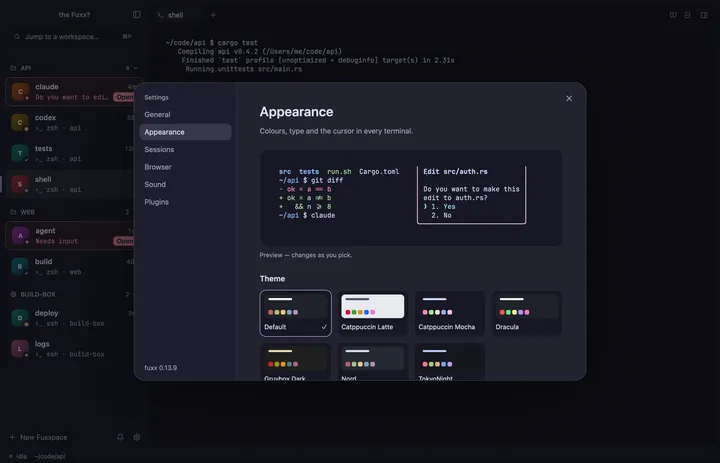 the Fuxx?
Jump to a workspace... ⌘P
API 4
claude
Do you want to edi… Open
codex
›_ zsh · api
tests
›_ zsh · api
shell
›_ zsh · api
WEB 2
agent
Needs input Open
build
›_ zsh · web
BUILD-BOX 2
deploy
›_ ssh · build-box
logs
›_ ssh · build-box
+ New Fuxxpace
idle ~/code/api
shell
~/code/api $ cargo test
Compiling api v0.4.2 (/Users/me/code/api)
Finished `test` profile [unoptimized + debuginfo] target(s) in 2.31s
Running unittests src/main.rs
Settings
General
Appearance
Sessions
Browser
Sound
Plugins
fuxx 0.13.9
Appearance
Colours, type and the cursor in every terminal.
src tests run.sh Cargo.toml
~/api $ git diff
- ok = a == b
+ ok = a != b
+ && n >= 8
~/api $ claude
Edit src/auth.rs
Do you want to make this
edit to auth.rs?
❯ 1. Yes
2. No
Preview — changes as you pick.
Theme
Default
Catppuccin Latte
Catppuccin Mocha
Dracula
Gruvbox Dark
Nord
TokyoNight